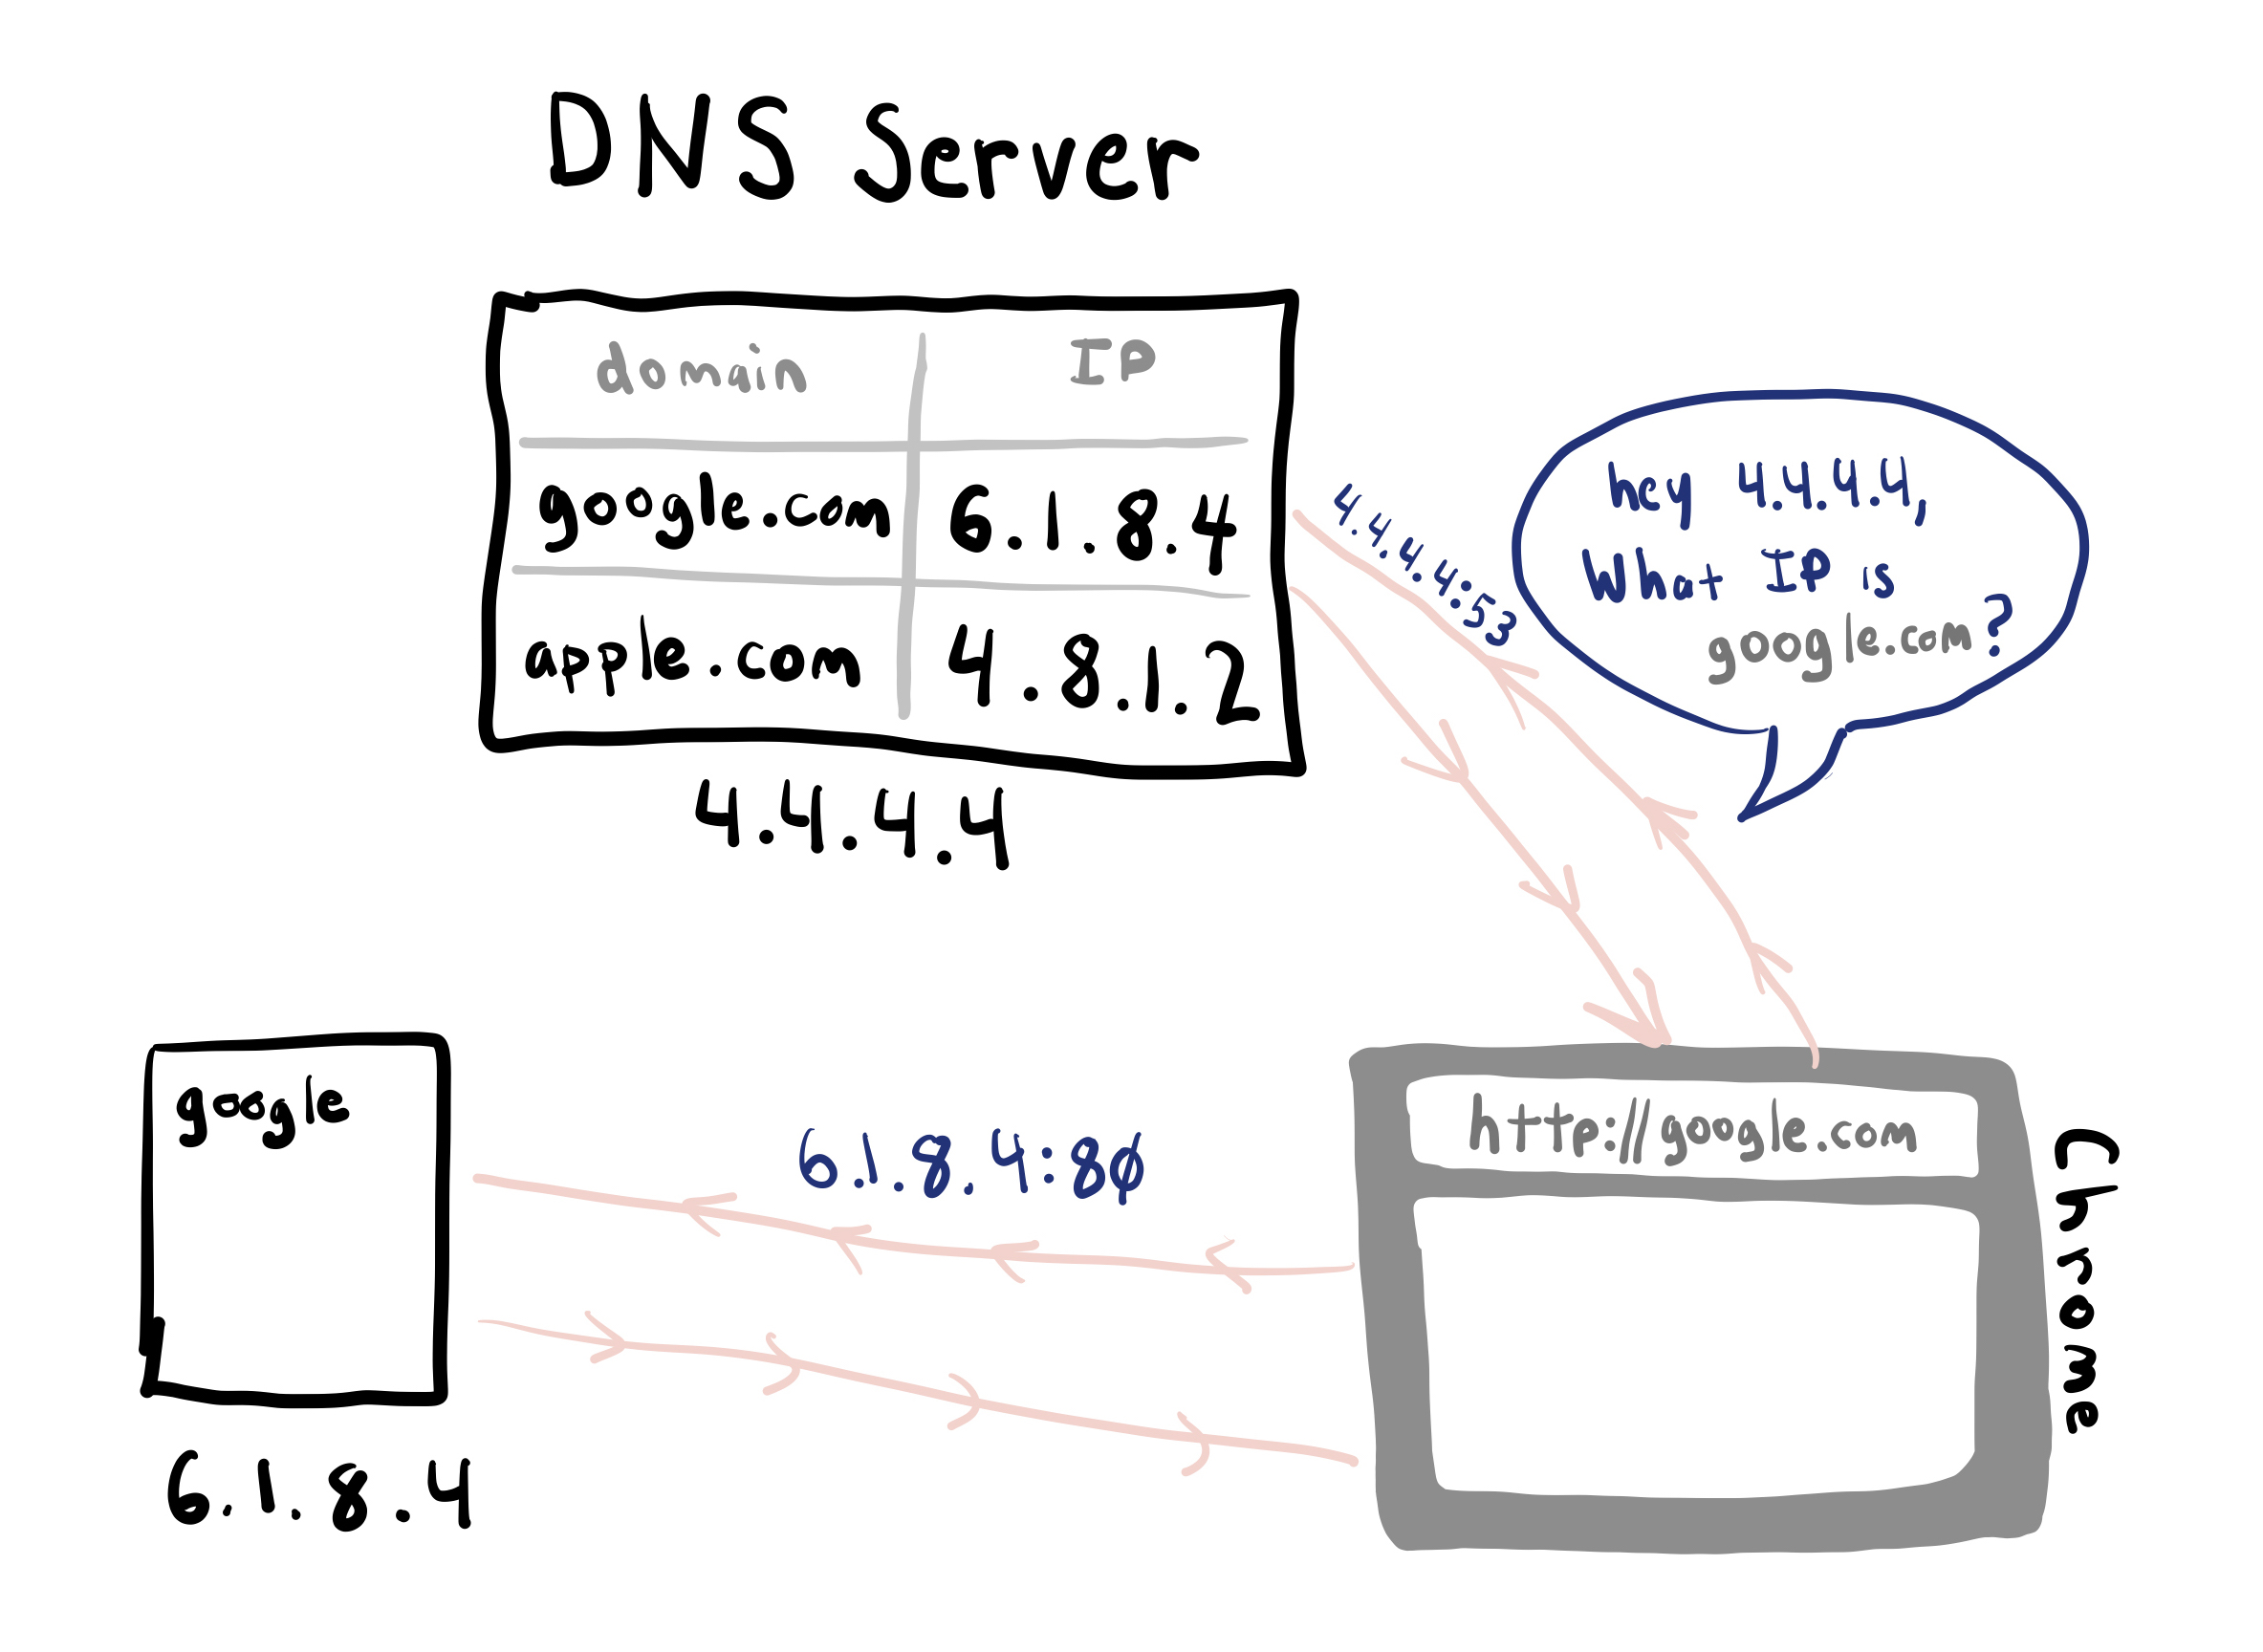 DNS Server
domain IP
google.com 6.1.8.4
apple.com 4.8.1.2
4.4.4.4
4.4.4.4:53
hey 4.4.4.4,
What IP is
google.com?
google
6.1.8.4
6.1.8.4:80
http://google.com
Chrome